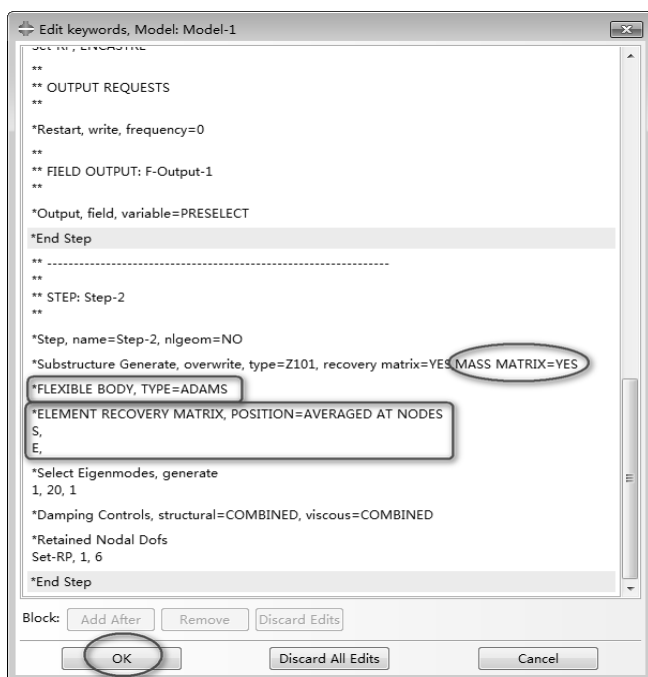 Edit keywords, Model: Model-1
Set-RP, ENCASTRE
**
** OUTPUT REQUESTS
**
*Restart, write, frequency=0
**
** FIELD OUTPUT: F-Output-1
**
*Output, field, variable=PRESELECT
*End Step
** ----------------------------------------------------------------
**
** STEP: Step-2
**
*Step, name=Step-2, nlgeom=NO
*Substructure Generate, overwrite, type=Z101, recovery matrix=YES MASS MATRIX=YES
*FLEXIBLE BODY, TYPE=ADAMS
*ELEMENT RECOVERY MATRIX, POSITION=AVERAGED AT NODES
S,
E,
*Select Eigenmodes, generate
1, 20, 1
*Damping Controls, structural=COMBINED, viscous=COMBINED
*Retained Nodal Dofs
Set-RP, 1, 6
*End Step
Block: Add After Remove Discard Edits
OK Discard All Edits Cancel